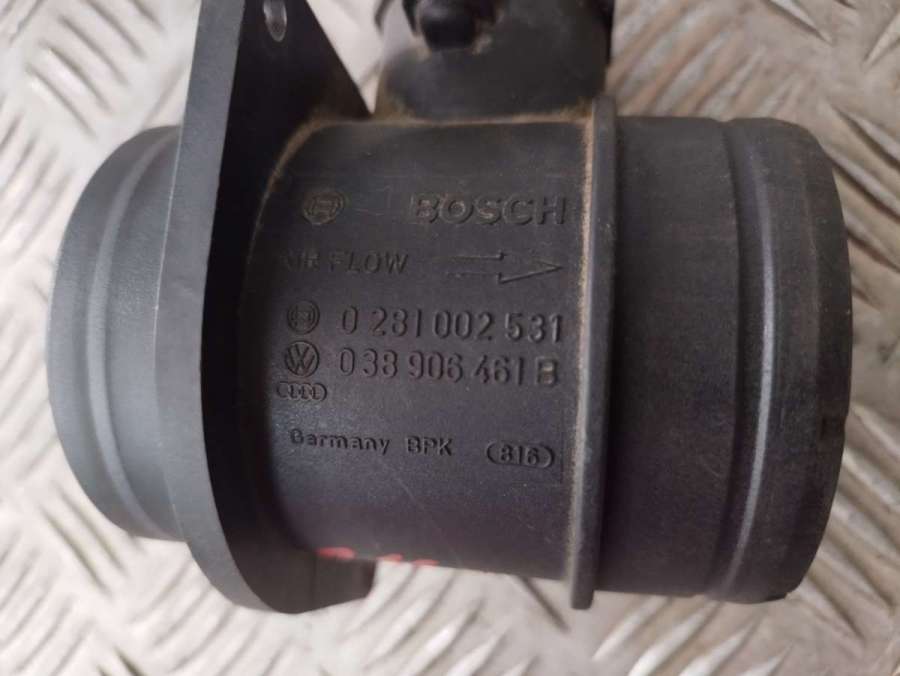 BOSCH
AIR FLOW
0 281 002 531
038 906 461 B
Germany BPK 816